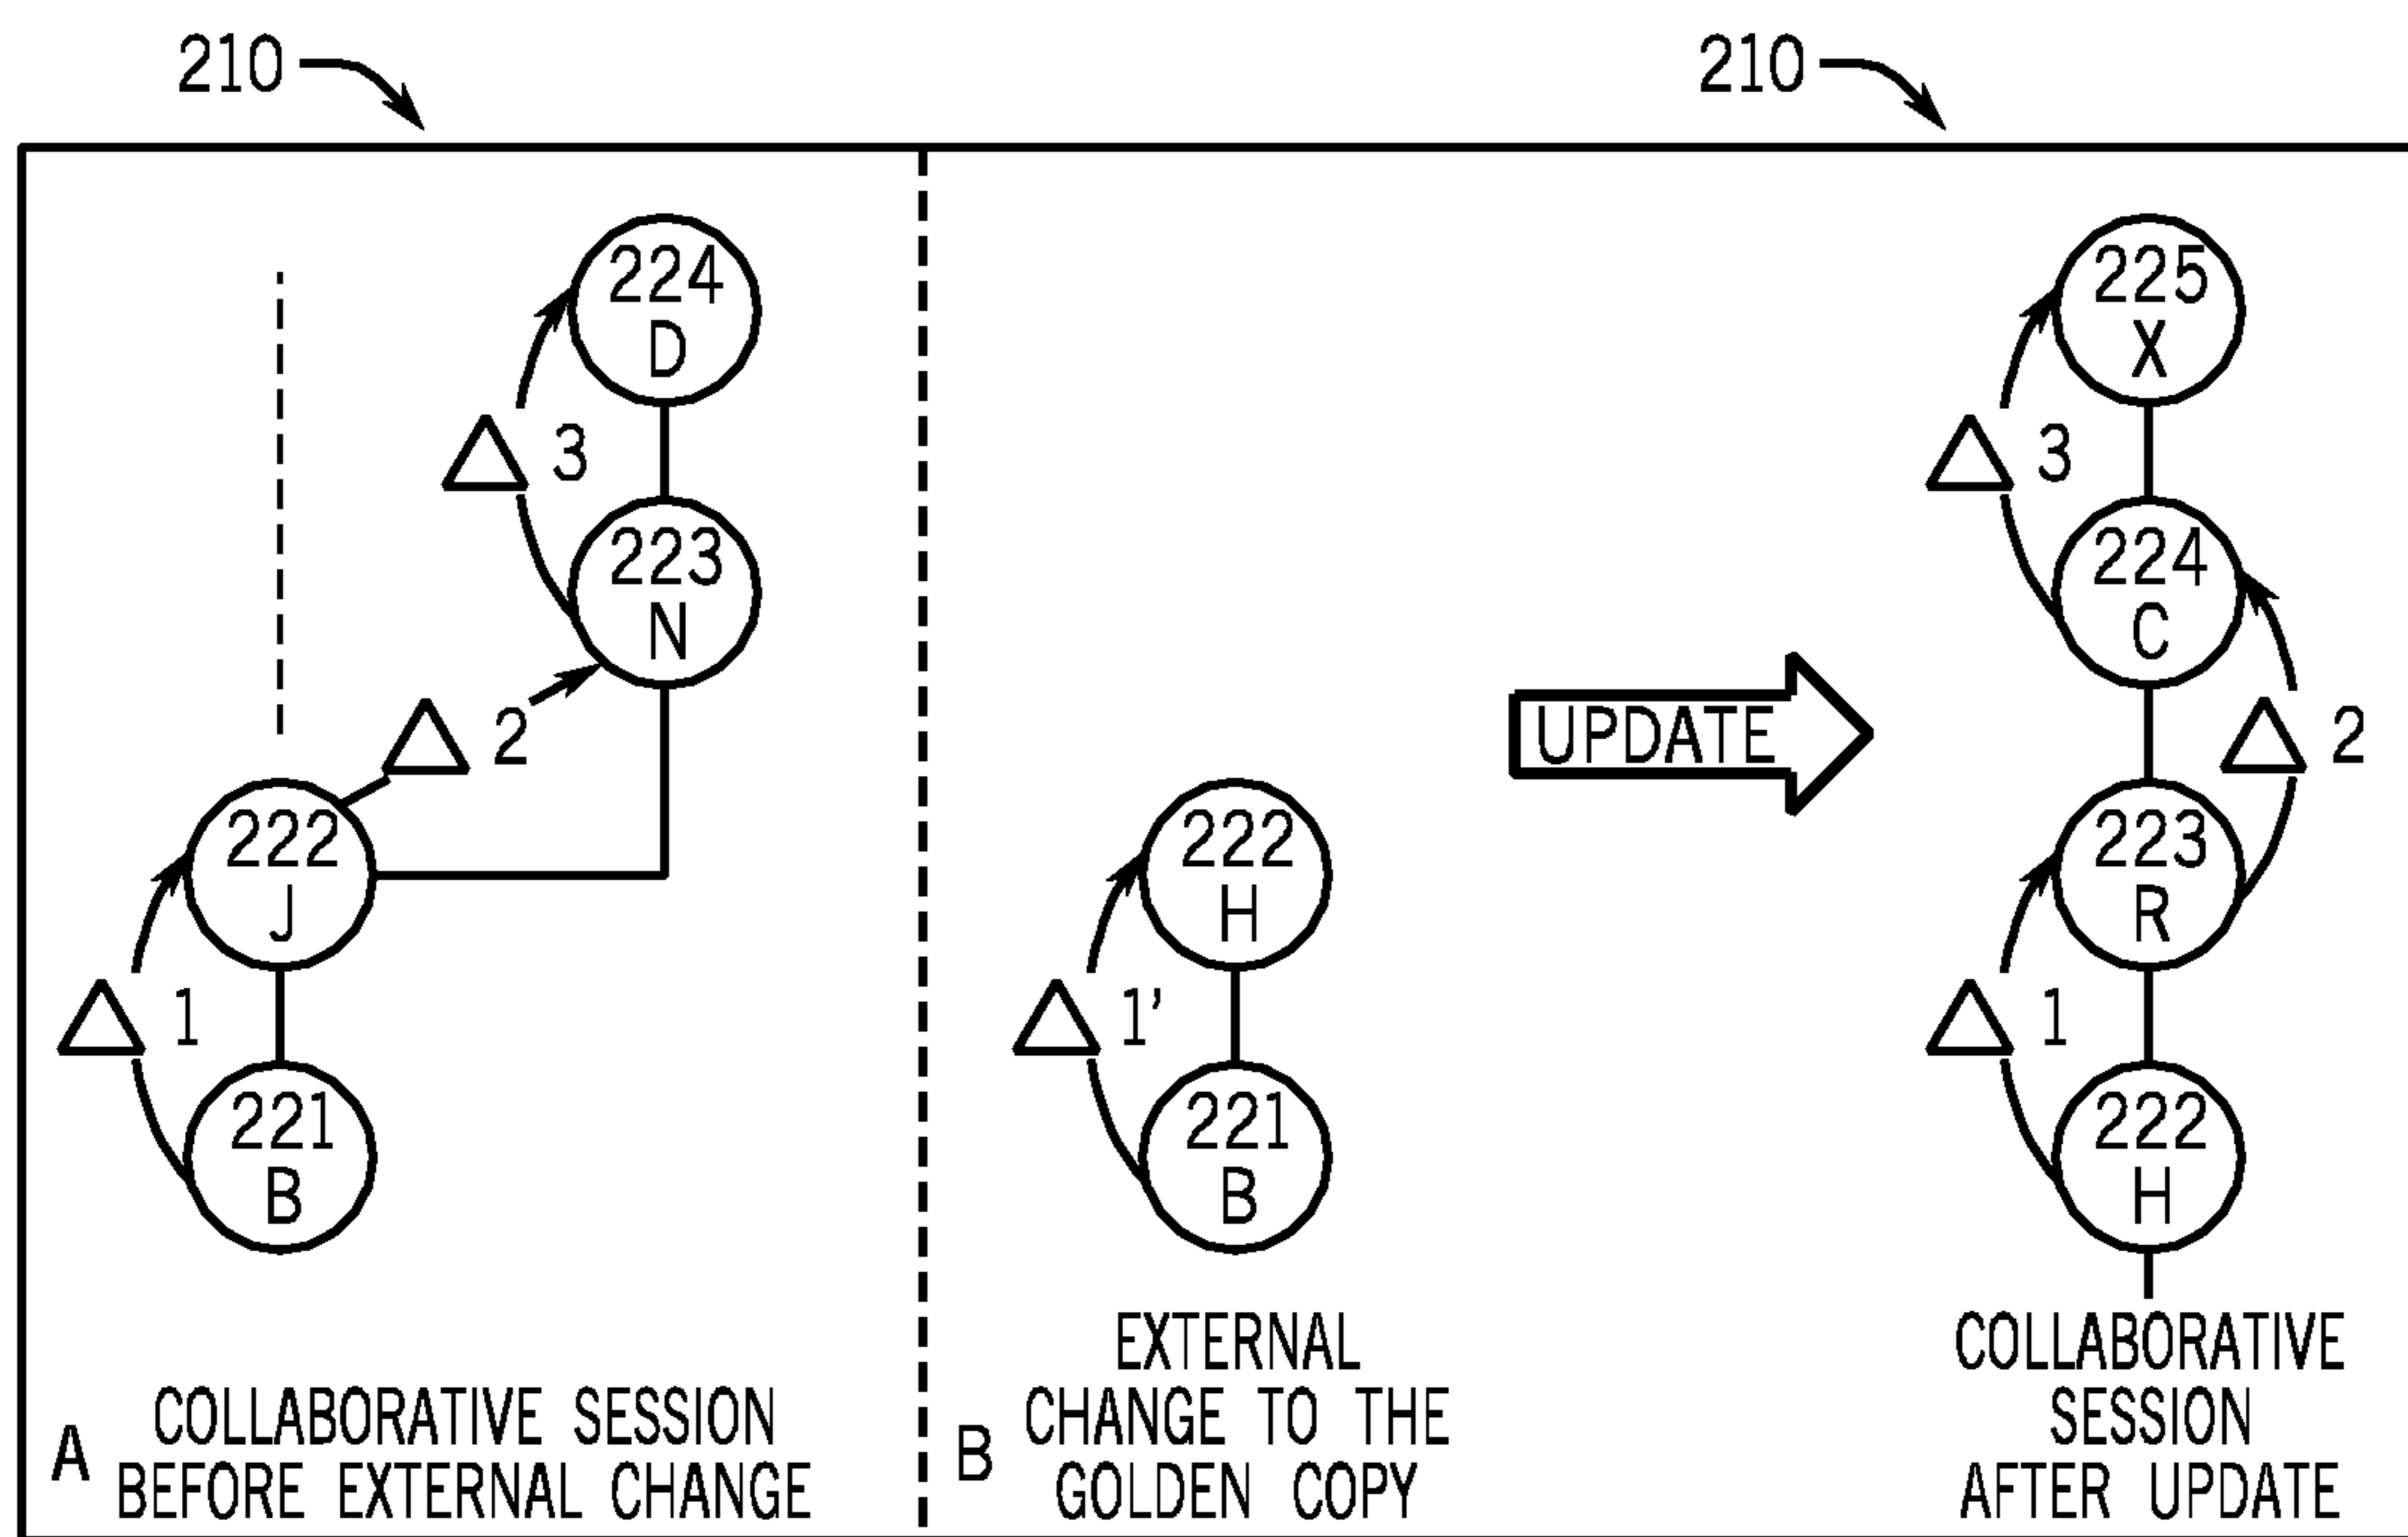 210
210
224
D
△ 3
223
N
△ 2
222
J
△ 1
221
B
A
COLLABORATIVE SESSION
BEFORE EXTERNAL CHANGE
222
H
△ 1'
221
B
B
EXTERNAL
CHANGE TO THE
GOLDEN COPY
UPDATE
225
X
△ 3
224
C
△ 2
223
R
△ 1
222
H
COLLABORATIVE
SESSION
AFTER UPDATE